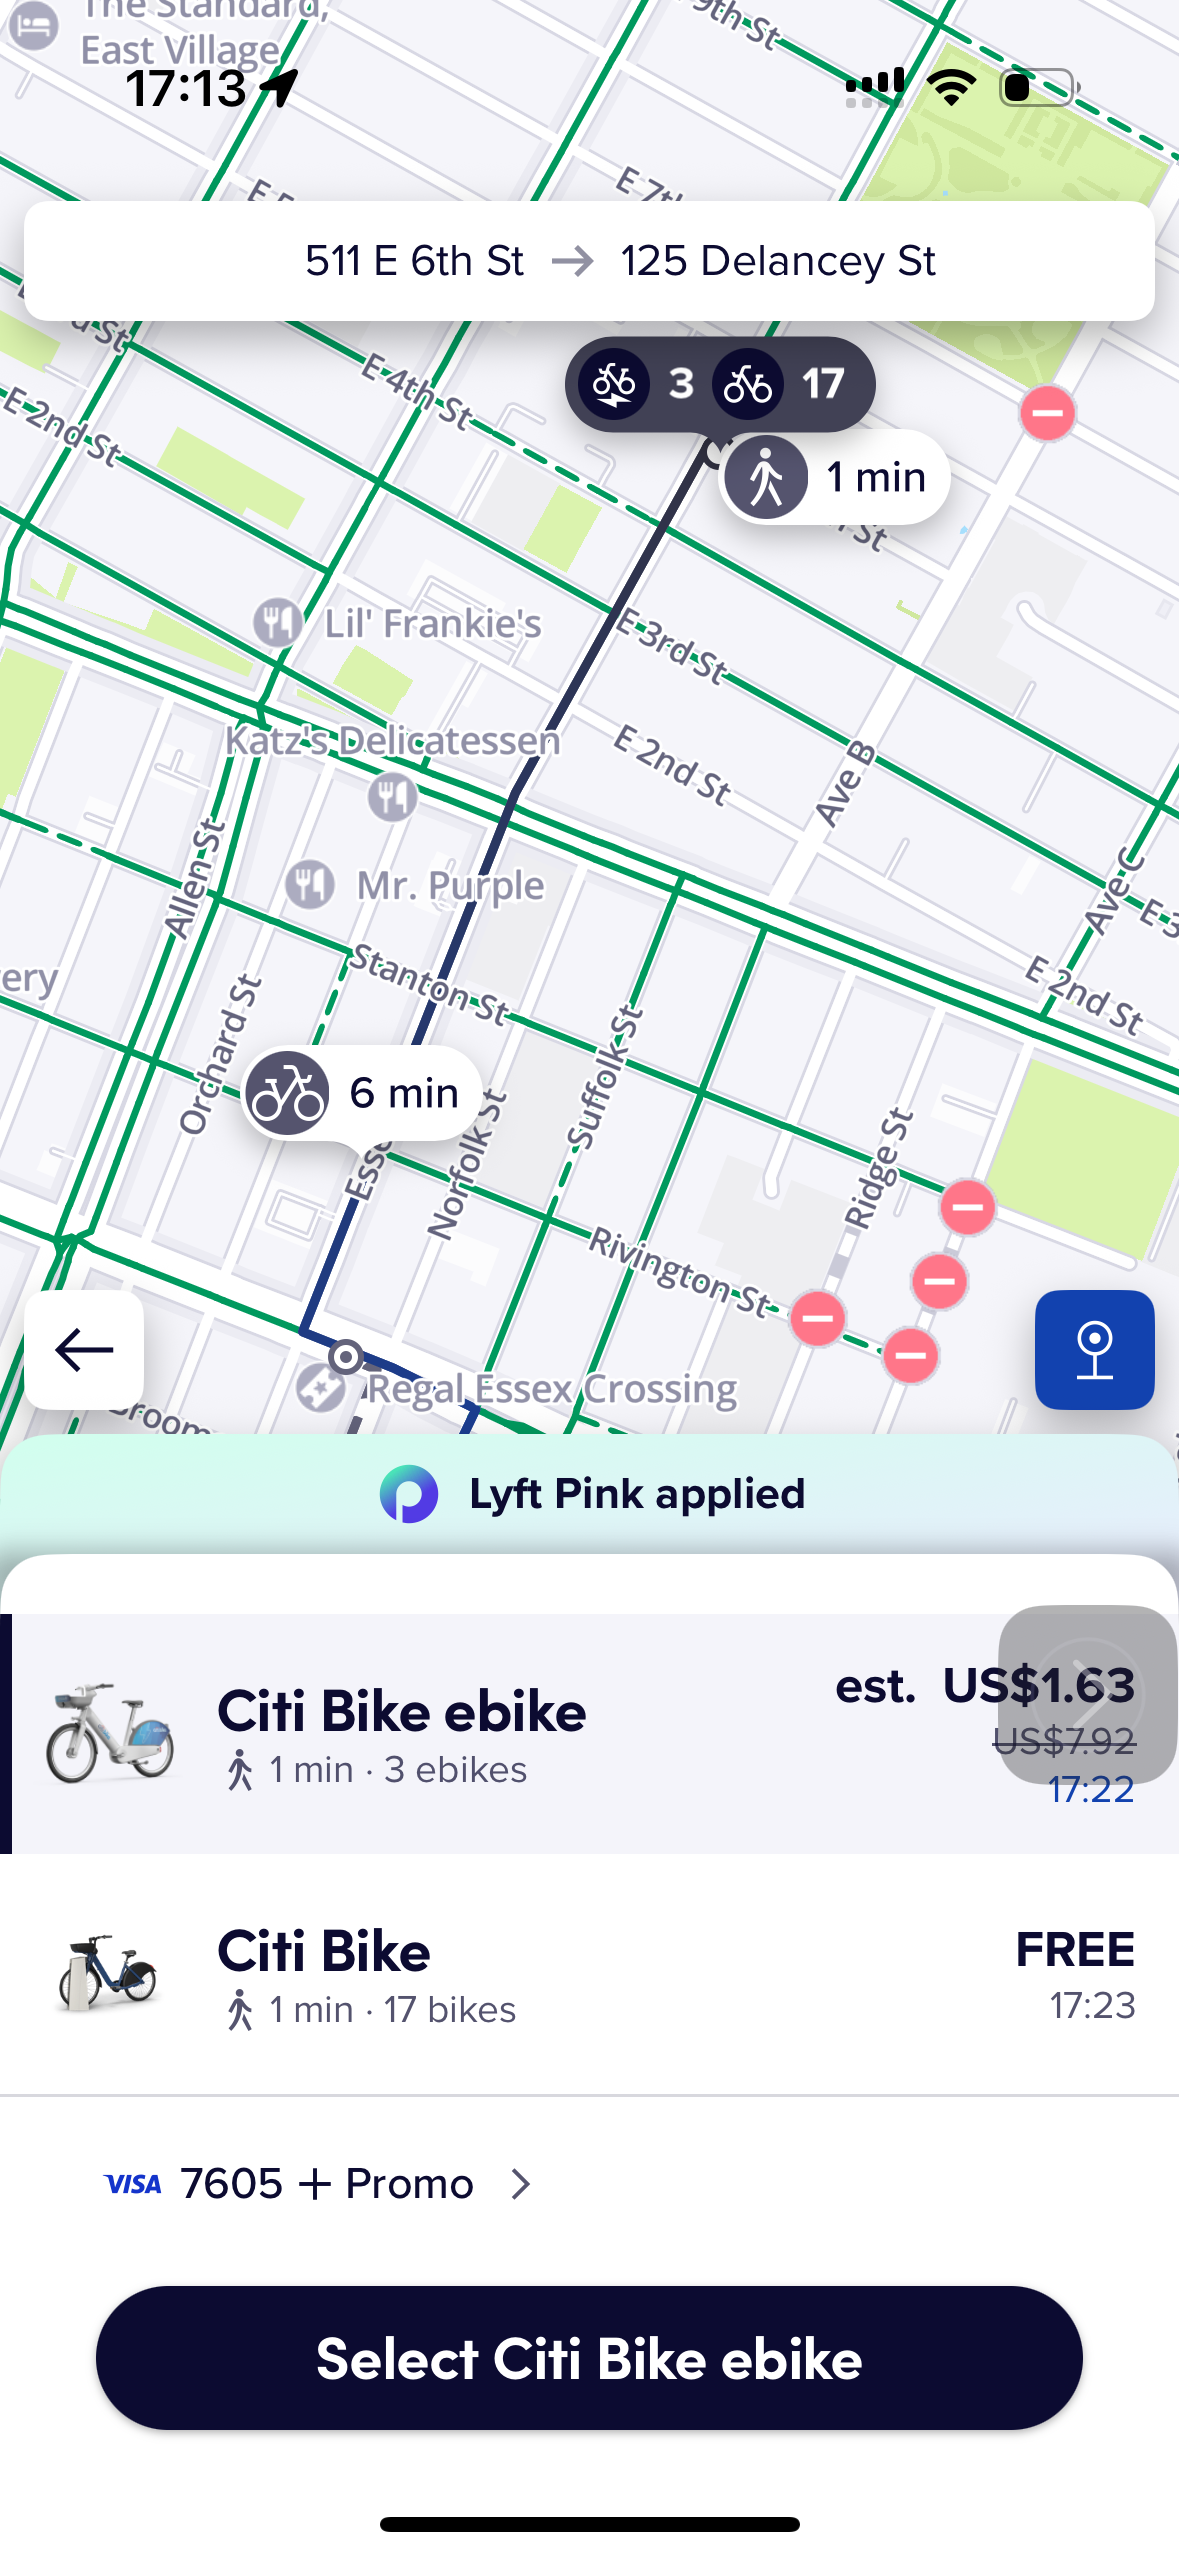 The Standard,
East Village
17:13
9th St
E 7th
511 E 6th St → 125 Delancey St
E 4th St
3 17
E 2nd St
1 min
St
Lil' Frankie's
E 3rd St
Katz's Delicatessen
E 2nd St
Ave B
Allen St
Mr. Purple
Ave C
E 3
Stanton St
E 2nd St
ery
Orchard St
Suffolk St
6 min
Norfolk St
Esse
Ridge St
Rivington St
Regal Essex Crossing
Broom
Lyft Pink applied
Citi Bike ebike
est. US$1.63
US$7.92
1 min · 3 ebikes
17:22
Citi Bike
FREE
1 min · 17 bikes
17:23
VISA 7605 + Promo
Select Citi Bike ebike